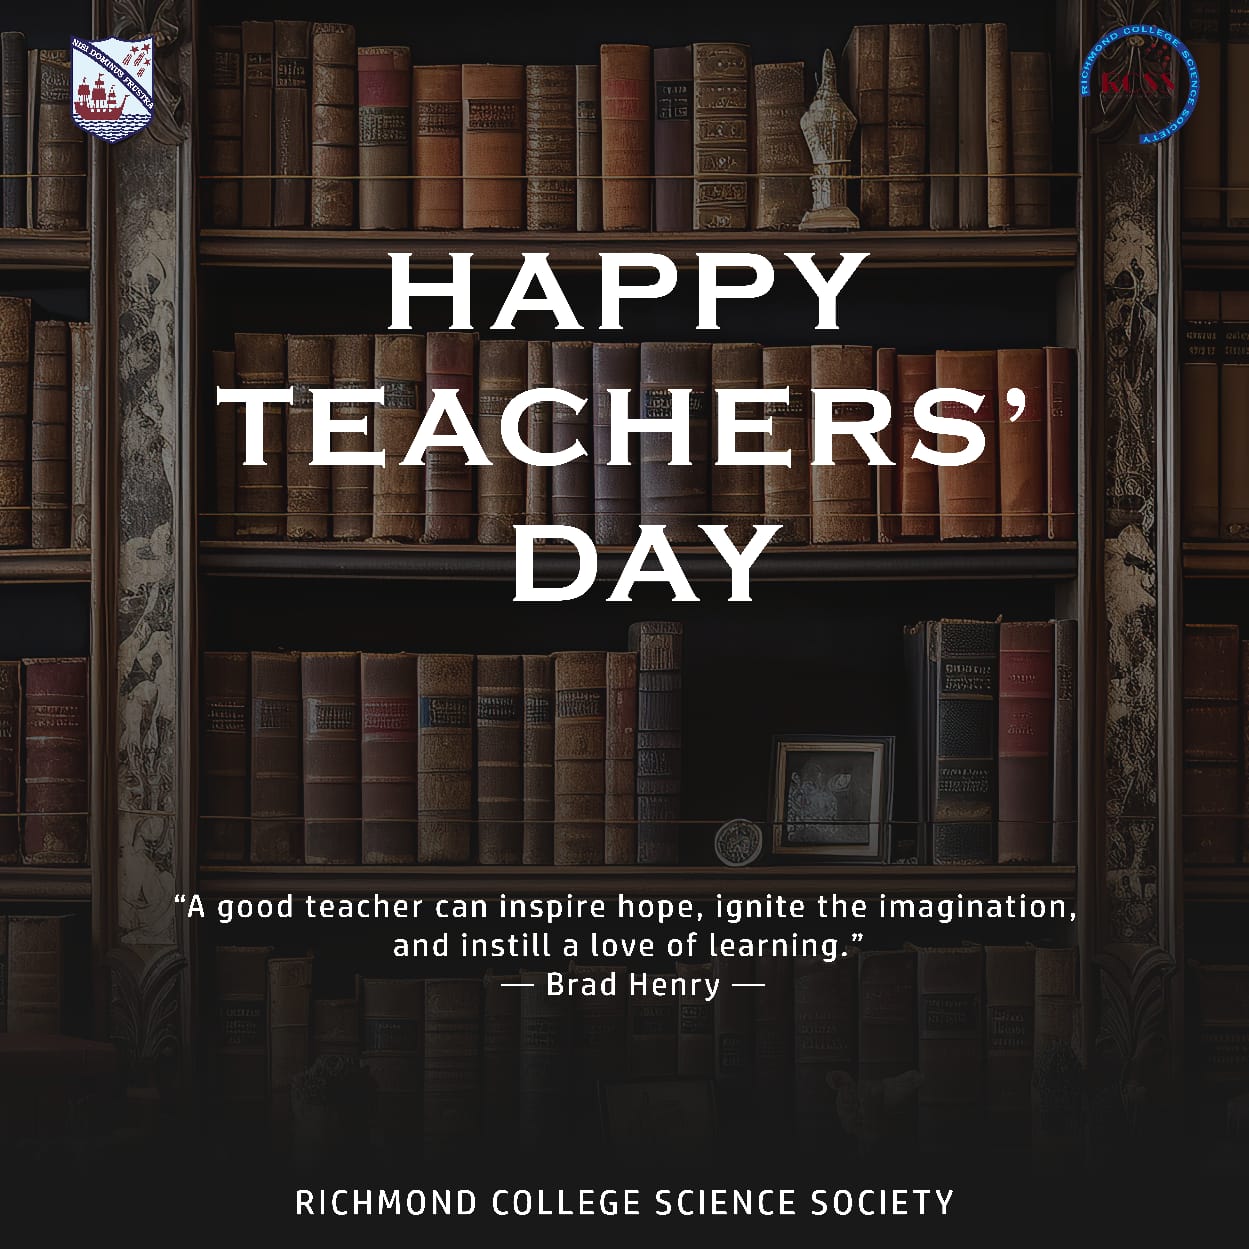 NISI DOMINUS FRUSTRA
RICHMOND COLLEGE SCIENCE SOCIETY
HAPPY
TEACHERS’
DAY
“A good teacher can inspire hope, ignite the imagination,
and instill a love of learning.”
— Brad Henry —
RICHMOND COLLEGE SCIENCE SOCIETY